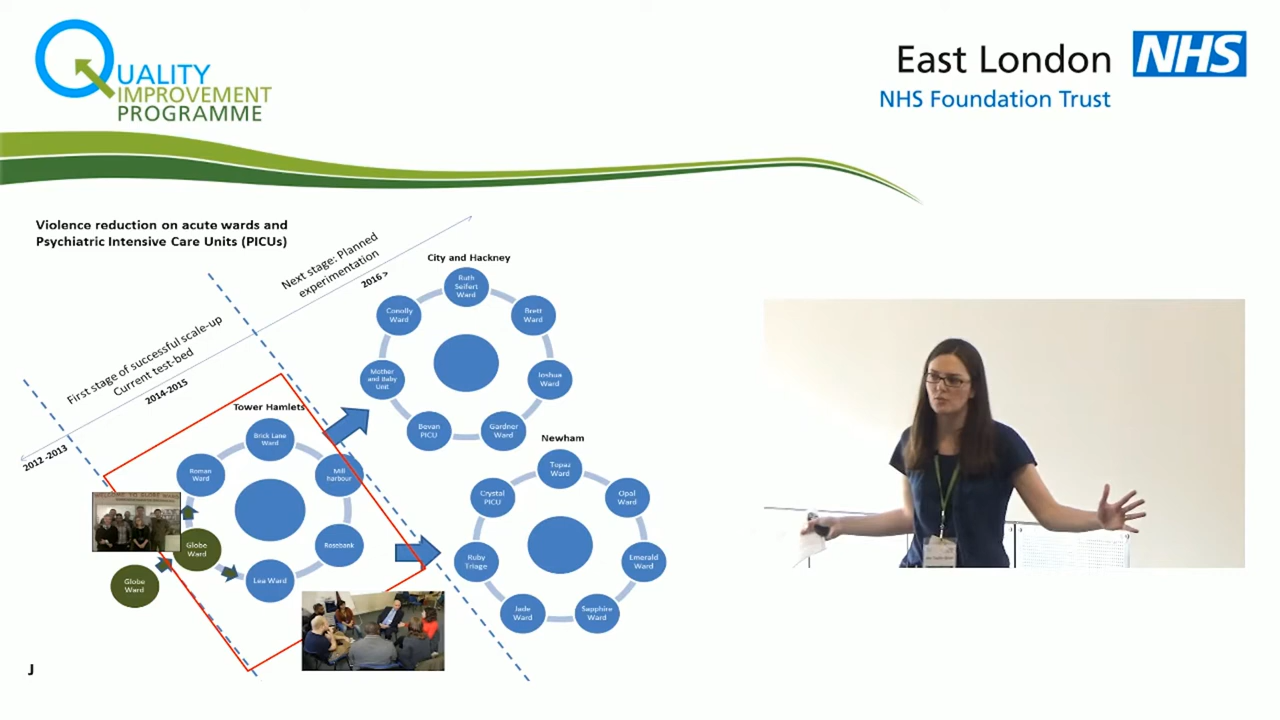 QUALITY
IMPROVEMENT
PROGRAMME
East London NHS
NHS Foundation Trust
Violence reduction on acute wards and
Psychiatric Intensive Care Units (PICUs)
2012 -2013
First stage of successful scale-up
Current test-bed
2014-2015
Next stage: Planned
experimentation
2016 >
City and Hackney
Ruth
Seifert
Ward
Brett
Ward
Joshua
Ward
Gardner
Ward
Bevan
PICU
Mother
and Baby
Unit
Conolly
Ward
Tower Hamlets
Brick Lane
Ward
Mill
harbour
Rosebank
Lea Ward
Globe
Ward
Roman
Ward
WELCOME TO GLOBE WARD
Globe
Ward
Newham
Topaz
Ward
Opal
Ward
Emerald
Ward
Sapphire
Ward
Jade
Ward
Ruby
Triage
Crystal
PICU
J